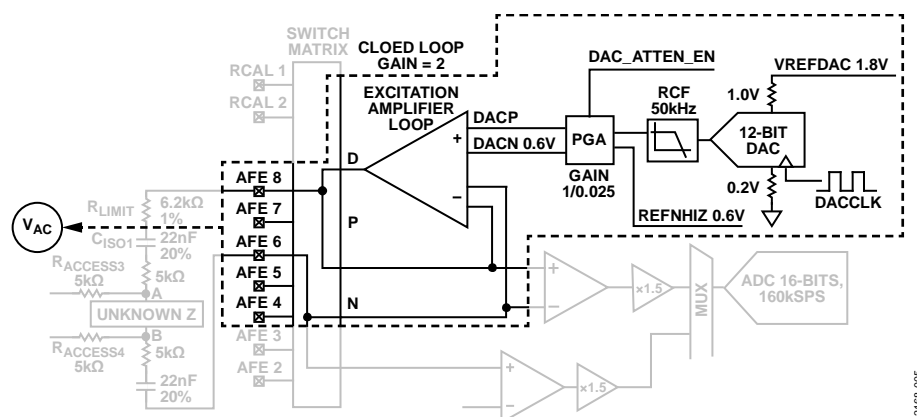 SWITCH
MATRIX
CLOED LOOP
GAIN = 2
DAC_ATTEN_EN
VREFDAC 1.8V
RCAL 1
RCAL 2
EXCITATION
AMPLIFIER
LOOP
DACP
DACN 0.6V
+
−
PGA
GAIN
1/0.025
RCF
50kHz
1.0V
12-BIT
DAC
0.2V
DACCLK
REFNHIZ 0.6V
D
P
N
AFE 8
AFE 7
AFE 6
AFE 5
AFE 4
AFE 3
AFE 2
VAC
RLIMIT
6.2kΩ
1%
CISO1
22nF
20%
RACCESS3
5kΩ
5kΩ
A
UNKNOWN Z
B
RACCESS4
5kΩ
5kΩ
22nF
20%
+
−
×1.5
MUX
ADC 16-BITS,
160kSPS
+
−
×1.5